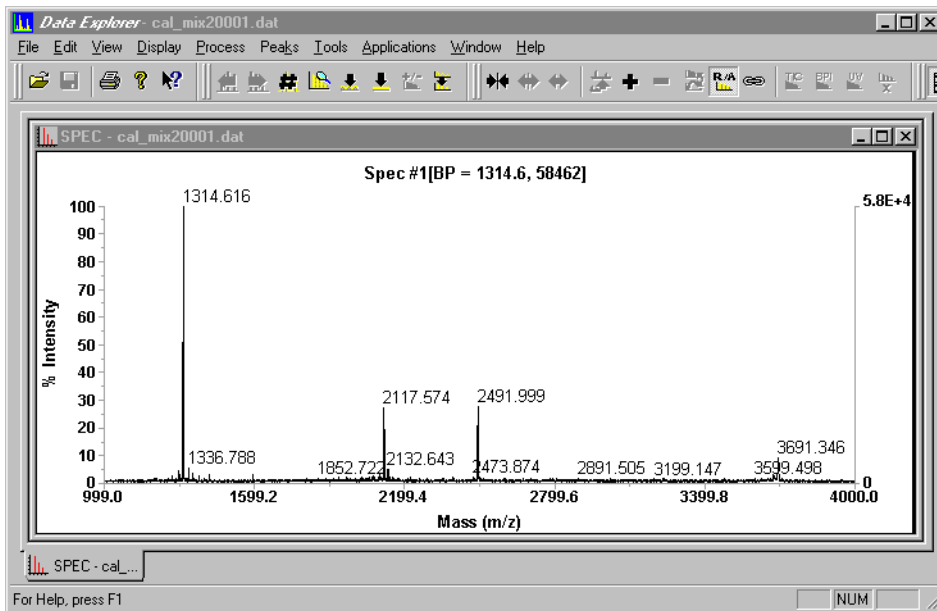 Data Explorer - cal_mix20001.dat
File Edit View Display Process Peaks Tools Applications Window Help
R/A TIC BPI UV
SPEC - cal_mix20001.dat
Spec #1[BP = 1314.6, 58462]
1314.616
100 5.8E+4
90
80
70
60
50
40
30
20
10
0 0
% Intensity
2117.574 2491.999
1336.788 1852.722 2132.643 2473.874 2891.505 3199.147 3599.498 3691.346
999.0 1599.2 2199.4 2799.6 3399.8 4000.0
Mass (m/z)
SPEC - cal_...
For Help, press F1 NUM